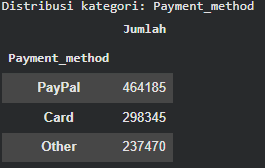 Distribusi kategori: Payment_method
Jumlah
Payment_method
PayPal 464185
Card 298345
Other 237470